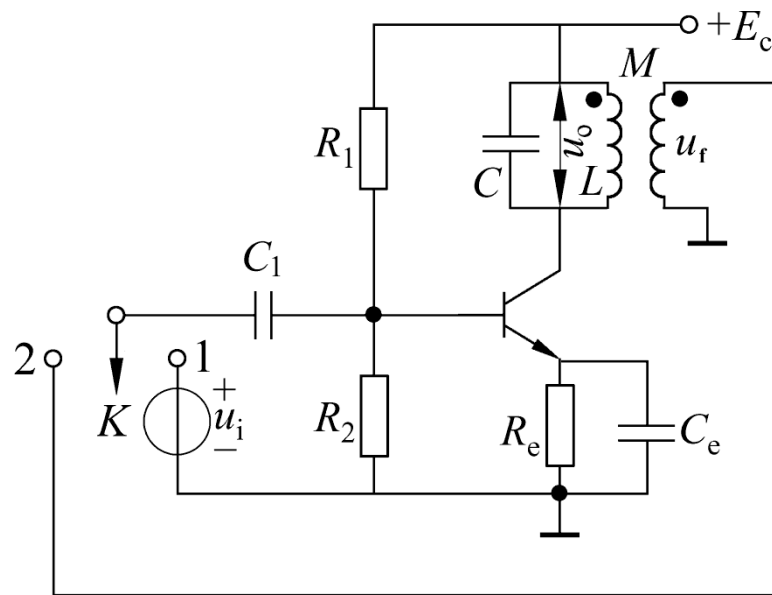 +E_c
M
R_1
C
u_o
L
u_f
C_1
2
1
K
+
u_i
−
R_2
R_e
C_e